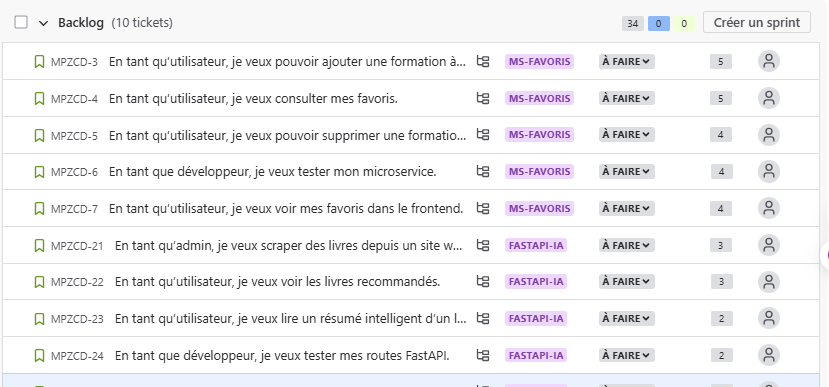 Backlog (10 tickets) 34 0 0 Créer un sprint
MPZCD-3 En tant qu'utilisateur, je veux pouvoir ajouter une formation à... MS-FAVORIS À FAIRE 5
MPZCD-4 En tant qu'utilisateur, je veux consulter mes favoris. MS-FAVORIS À FAIRE 5
MPZCD-5 En tant qu'utilisateur, je veux pouvoir supprimer une formatio... MS-FAVORIS À FAIRE 4
MPZCD-6 En tant que développeur, je veux tester mon microservice. MS-FAVORIS À FAIRE 4
MPZCD-7 En tant qu'utilisateur, je veux voir mes favoris dans le frontend. MS-FAVORIS À FAIRE 4
MPZCD-21 En tant qu'admin, je veux scraper des livres depuis un site w... FASTAPI-IA À FAIRE 3
MPZCD-22 En tant qu'utilisateur, je veux voir les livres recommandés. FASTAPI-IA À FAIRE 3
MPZCD-23 En tant qu'utilisateur, je veux lire un résumé intelligent d'un l... FASTAPI-IA À FAIRE 2
MPZCD-24 En tant que développeur, je veux tester mes routes FastAPI. FASTAPI-IA À FAIRE 2